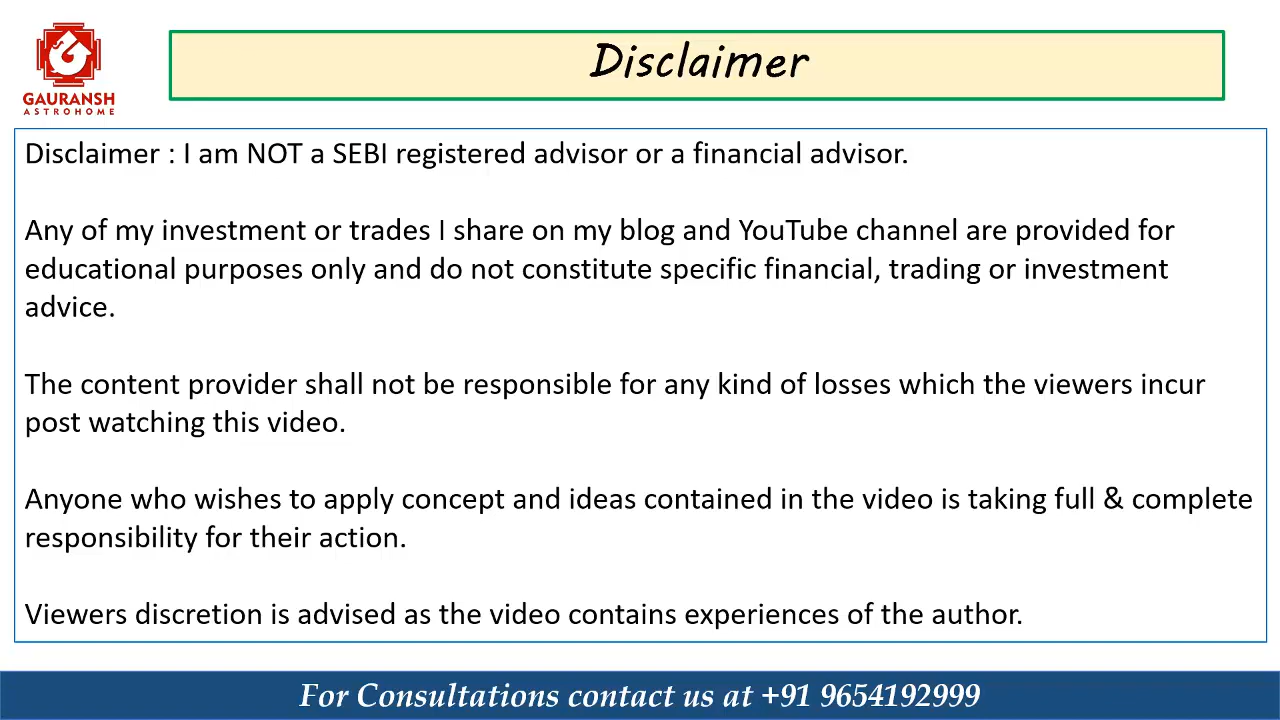 GAURANSH
ASTROHOME
Disclaimer
Disclaimer : I am NOT a SEBI registered advisor or a financial advisor.
Any of my investment or trades I share on my blog and YouTube channel are provided for
educational purposes only and do not constitute specific financial, trading or investment
advice.
The content provider shall not be responsible for any kind of losses which the viewers incur
post watching this video.
Anyone who wishes to apply concept and ideas contained in the video is taking full & complete
responsibility for their action.
Viewers discretion is advised as the video contains experiences of the author.
For Consultations contact us at +91 9654192999